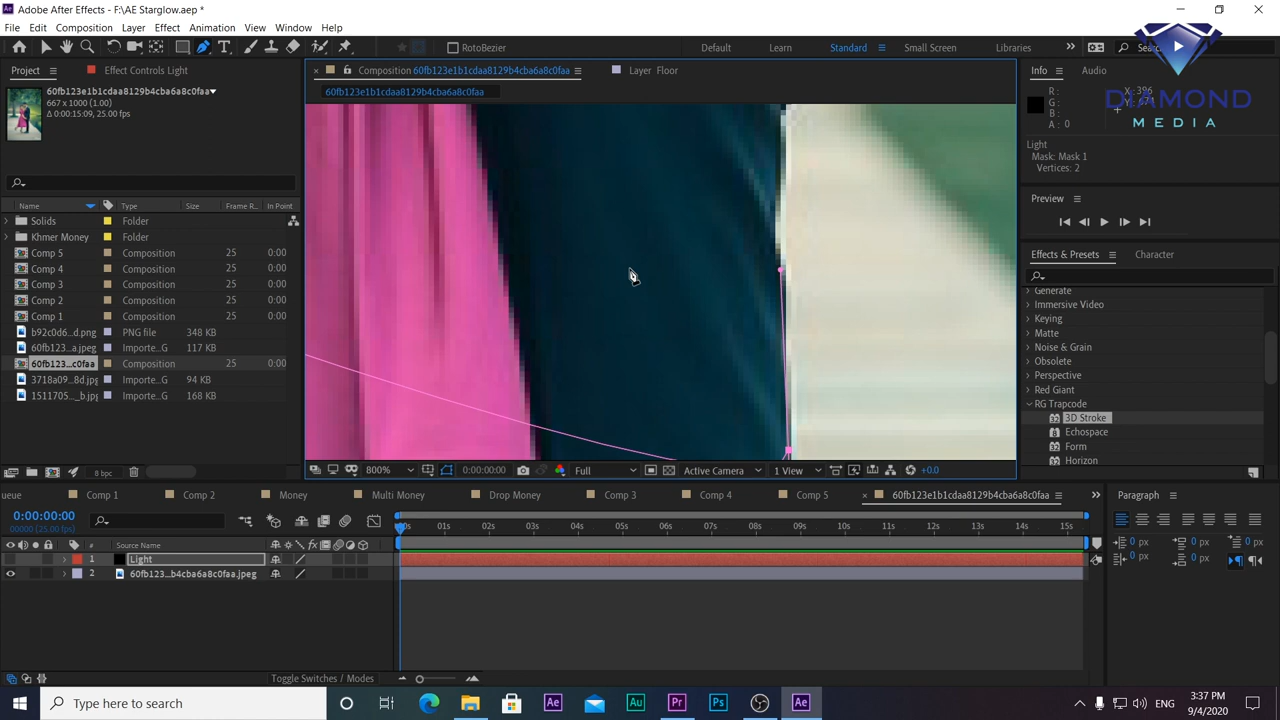 Adobe After Effects - F:\AE Starglow.aep *
File Edit Composition Layer Effect Animation View Window Help
RotoBezier Default Learn Standard Small Screen Libraries
Project Effect Controls Light
Composition 60fb123e1b1cdaa8129b4cba6a8c0faa Layer Floor
Info Audio
60fb123e1b1cdaa8129b4cba6a8c0faa
60fb123e1b1cdaa8129b4cba6a8c0faa
667 x 1000 (1.00)
Δ 0:00:15:09, 25.00 fps
R :
G :
B :
A : 0
X: 396
DIAMOND
MEDIA
Light
Mask: Mask 1
Vertices: 2
Preview
Name Type Size Frame R... In Point
Solids Folder
Khmer Money Folder
Comp 5 Composition 25 0:00
Comp 4 Composition 25 0:00
Comp 3 Composition 25 0:00
Comp 2 Composition 25 0:00
Comp 1 Composition 25 0:00
b92c0d6...d.png PNG file 348 KB
60fb123...a.jpeg Importe...G 117 KB
60fb123...c0faa Composition 25 0:00
3718a09...8d.jpg Importe...G 94 KB
1511705..._b.jpg Importe...G 168 KB
Effects & Presets Character
Generate
Immersive Video
Keying
Matte
Noise & Grain
Obsolete
Perspective
Red Giant
RG Trapcode
3D Stroke
Echospace
Form
Horizon
8 bpc
800% 0:00:00:00 Full Active Camera 1 View +0.0
ueue Comp 1 Comp 2 Money Multi Money Drop Money Comp 3 Comp 4 Comp 5 60fb123e1b1cdaa8129b4cba6a8c0faa
Paragraph
0:00:00:00
00000 (25.00 fps)
00s 01s 02s 03s 04s 05s 06s 07s 08s 09s 10s 11s 12s 13s 14s 15s
# Source Name
1 Light
2 60fb123...b4cba6a8c0faa.jpeg
0 px 0 px 0 px
0 px 0 px
Toggle Switches / Modes
Type here to search
ENG
3:37 PM
9/4/2020